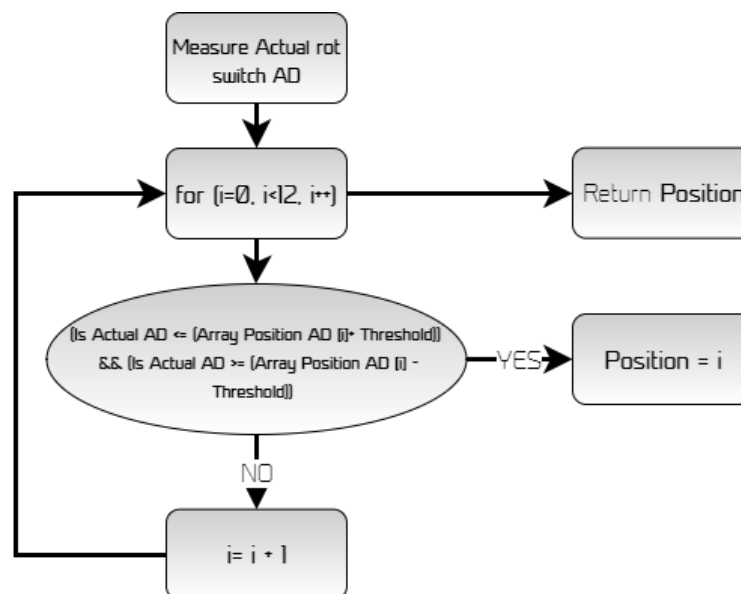 Measure Actual rot
switch AD
for (i=0, i<12, i++)
Return Position
(Is Actual AD <= (Array Position AD [i]+ Threshold))
&& (Is Actual AD >= (Array Position AD [i] -
Threshold))
YES
Position = i
NO
i= i + 1